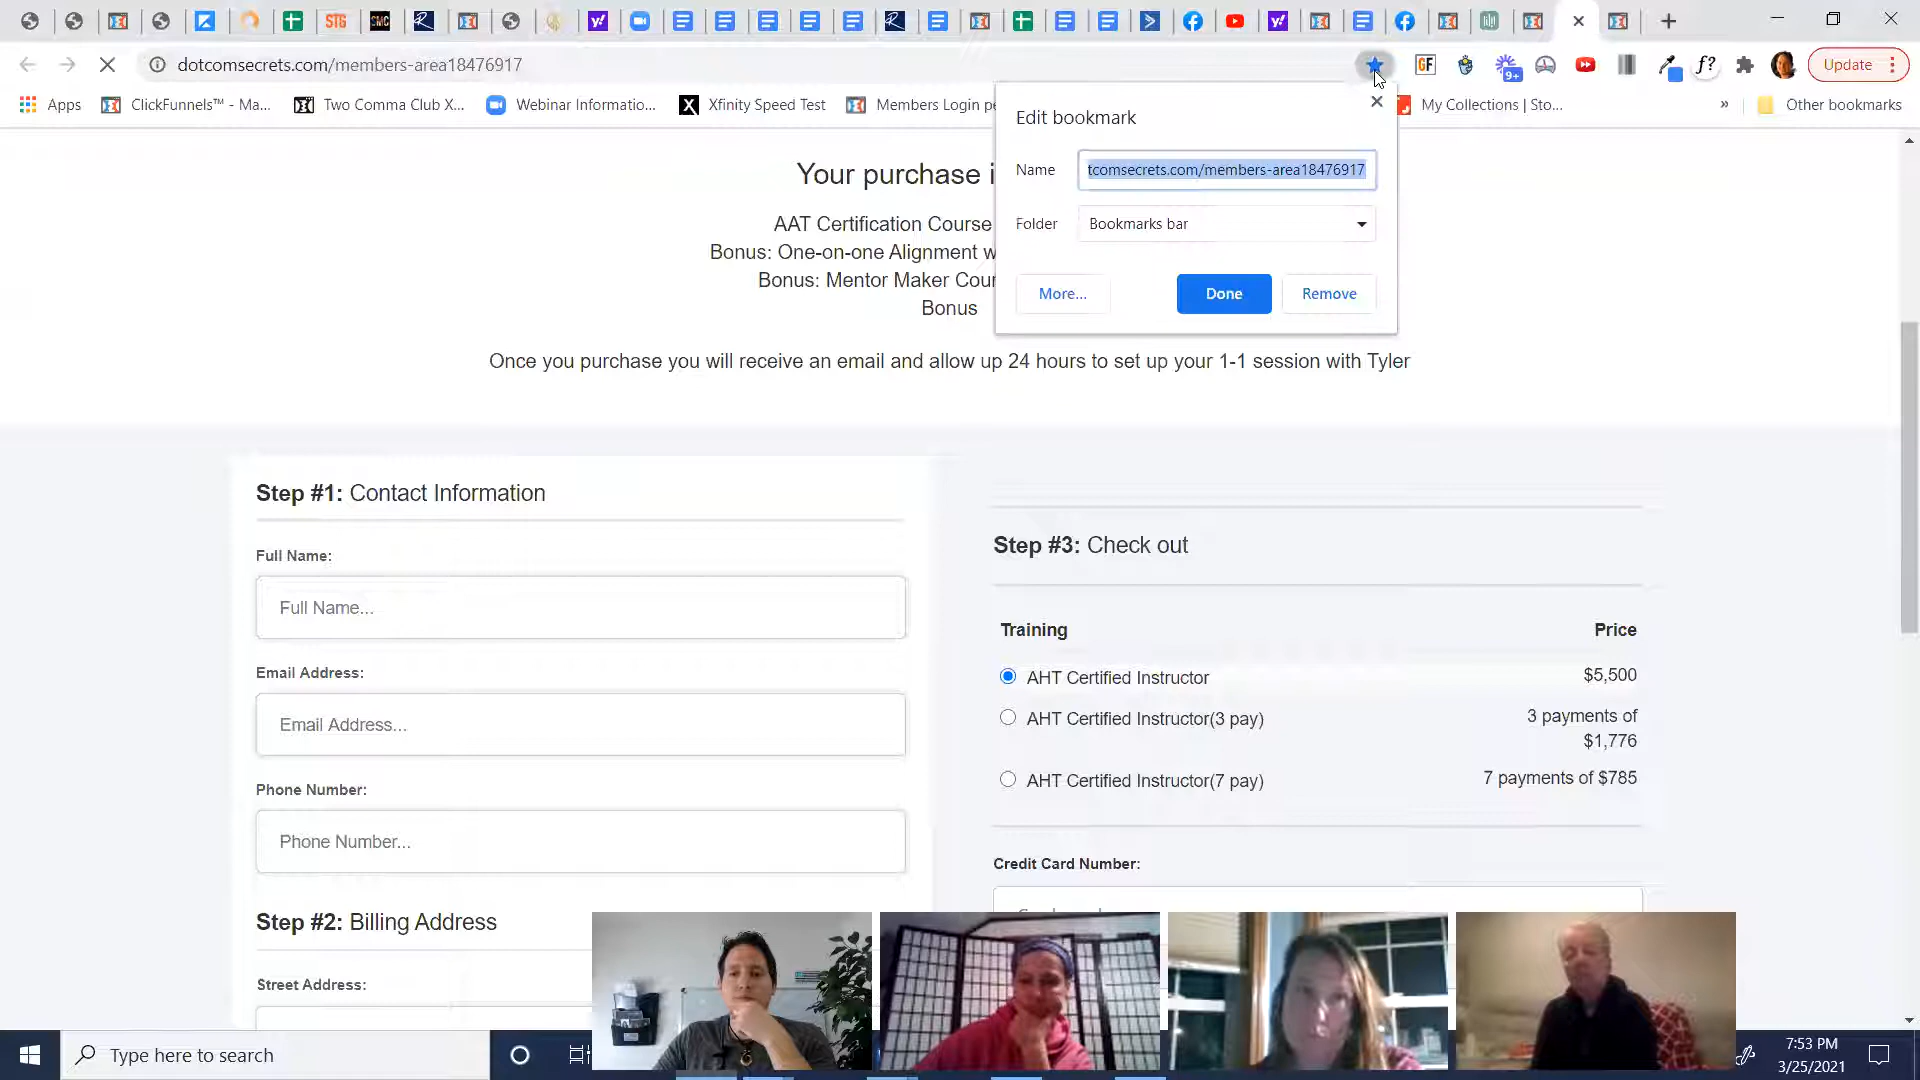 dotcomsecrets.com/members-area18476917
GF
9+
f?
Update
Apps
ClickFunnels™ - Ma...
Two Comma Club X...
Webinar Informatio...
Xfinity Speed Test
Members Login pe
My Collections | Sto...
»
Other bookmarks
Edit bookmark
Name
tcomsecrets.com/members-area18476917
Folder
Bookmarks bar
More...
Done
Remove
Your purchase i
AAT Certification Course
Bonus: One-on-one Alignment w
Bonus: Mentor Maker Cour
Bonus
Once you purchase you will receive an email and allow up 24 hours to set up your 1-1 session with Tyler
Step #1: Contact Information
Full Name:
Full Name...
Email Address:
Email Address...
Phone Number:
Phone Number...
Step #2: Billing Address
Street Address:
Step #3: Check out
Training Price
AHT Certified Instructor $5,500
AHT Certified Instructor(3 pay) 3 payments of
$1,776
AHT Certified Instructor(7 pay) 7 payments of $785
Credit Card Number:
Type here to search
7:53 PM
3/25/2021